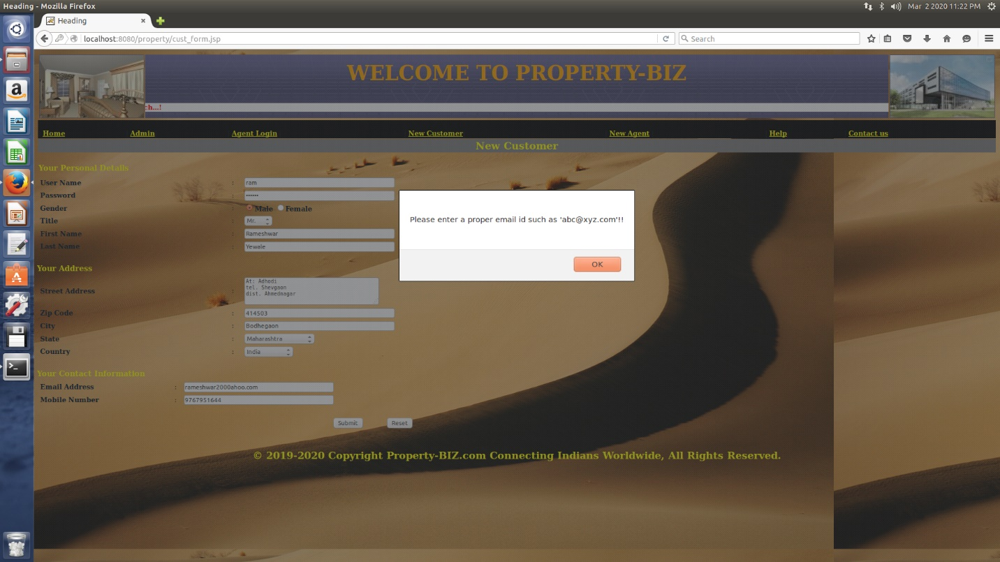 Heading - Mozilla Firefox
Mar 2 2020 11:22 PM
Heading
localhost:8080/property/cust_form.jsp
Search
WELCOME TO PROPERTY-BIZ
ch...!
Home Admin Agent Login New Customer New Agent Help Contact us
New Customer
Your Personal Details
User Name : ram
Password : ••••••
Gender : Male Female
Title : Mr.
First Name : Rameshwar
Last Name : Yewale
Please enter a proper email id such as 'abc@xyz.com'!!
OK
Your Address
Street Address : At: Adhodi
tel. Shevgaon
dist. Ahmednagar
Zip Code : 414503
City : Bodhegaon
State : Maharashtra
Country : India
Your Contact Information
Email Address : rameshwar2000ahoo.com
Mobile Number : 9767951644
Submit Reset
© 2019-2020 Copyright Property-BIZ.com Connecting Indians Worldwide, All Rights Reserved.